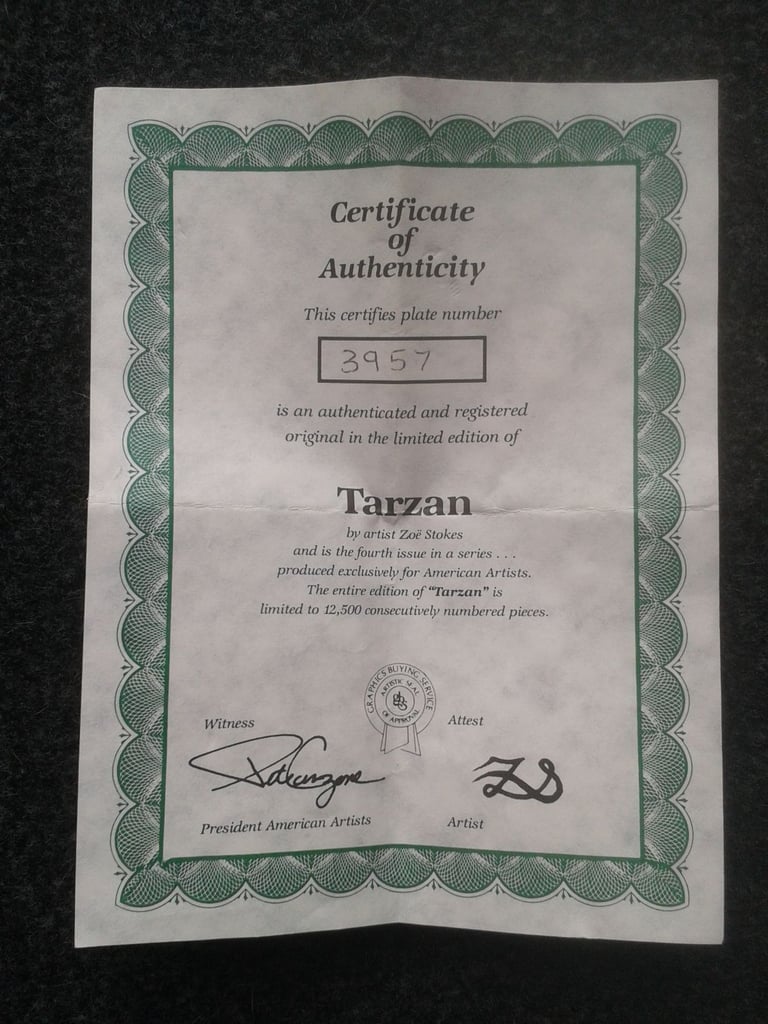 Certificate
of
Authenticity
This certifies plate number
3957
is an authenticated and registered
original in the limited edition of
Tarzan
by artist Zoë Stokes
and is the fourth issue in a series . . .
produced exclusively for American Artists.
The entire edition of "Tarzan" is
limited to 12,500 consecutively numbered pieces.
GRAPHICS BUYING SERVICE
ARTISTIC SEAL
OF APPROVAL
gbs
Witness
Attest
ZS
President American Artists
Artist